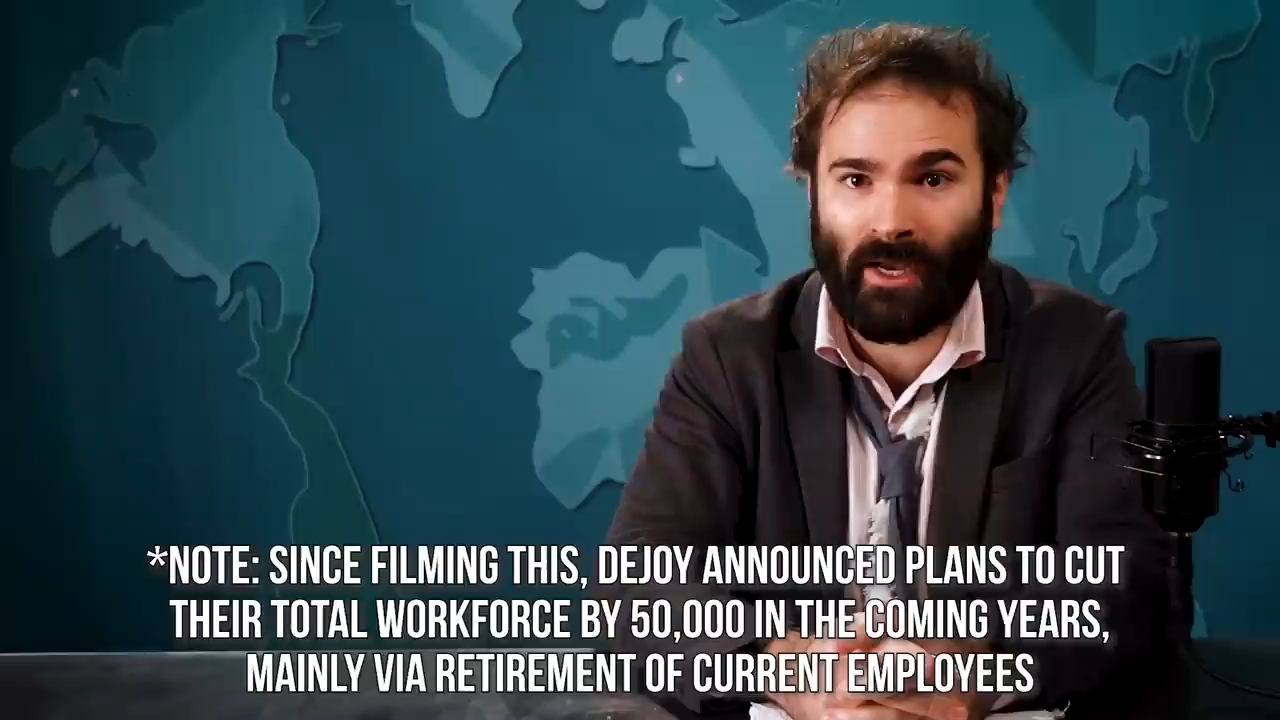 *NOTE: SINCE FILMING THIS, DEJOY ANNOUNCED PLANS TO CUT
THEIR TOTAL WORKFORCE BY 50,000 IN THE COMING YEARS,
MAINLY VIA RETIREMENT OF CURRENT EMPLOYEES